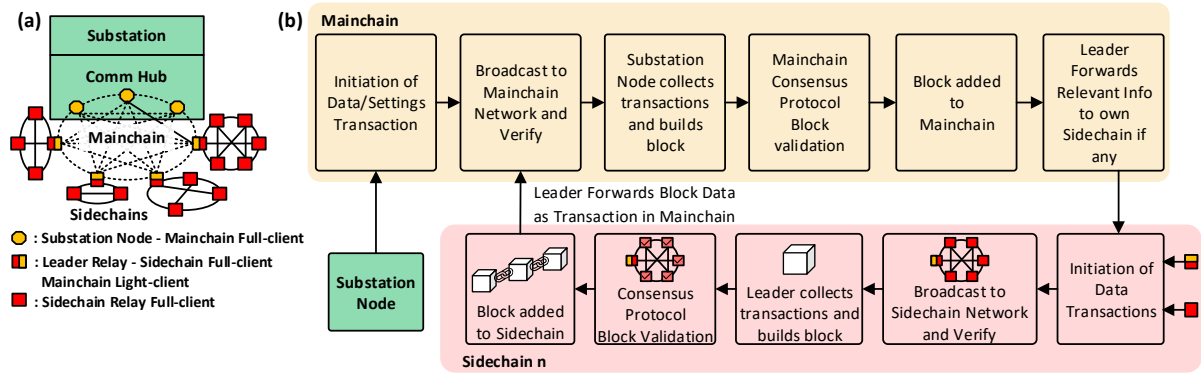 (a)
Substation
Comm Hub
Mainchain
Sidechains
: Substation Node - Mainchain Full-client
: Leader Relay - Sidechain Full-client
Mainchain Light-client
: Sidechain Relay Full-client
(b)
Mainchain
Initiation of
Data/Settings
Transaction
Broadcast to
Mainchain
Network and
Verify
Substation
Node collects
transactions
and builds
block
Mainchain
Consensus
Protocol
Block
validation
Block
added to
Mainchain
Leader
Forwards
Relevant Info
to own
Sidechain if
any
Leader Forwards Block Data
as Transaction in Mainchain
Substation
Node
Block added
to Sidechain
Consensus
Protocol
Block Validation
Leader collects
transactions and
builds block
Broadcast to
Sidechain Network
and Verify
Initiation of
Data
Transactions
Sidechain n